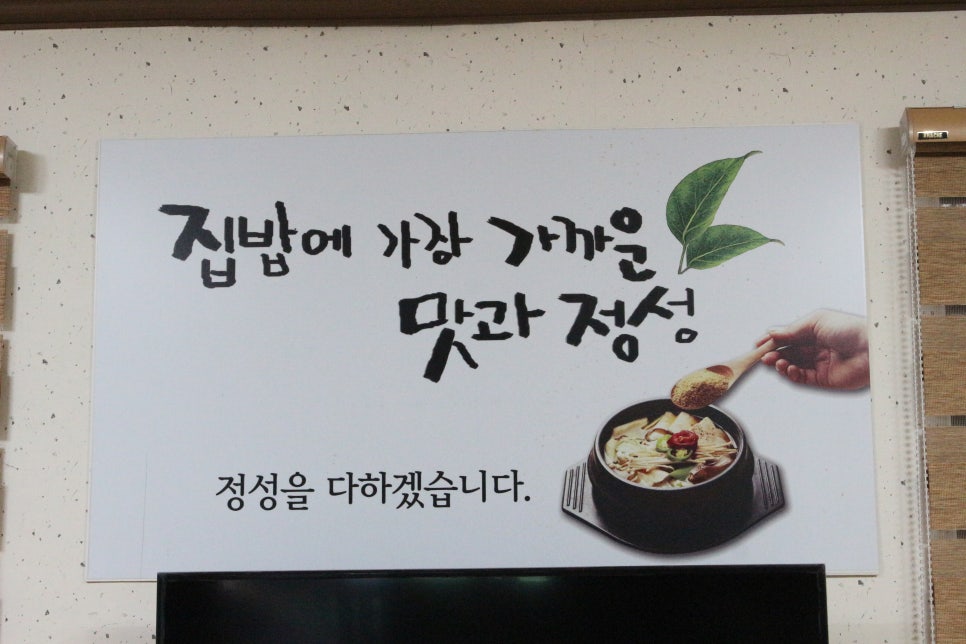 집밥에 가장 가까운
맛과 정성
정성을 다하겠습니다.